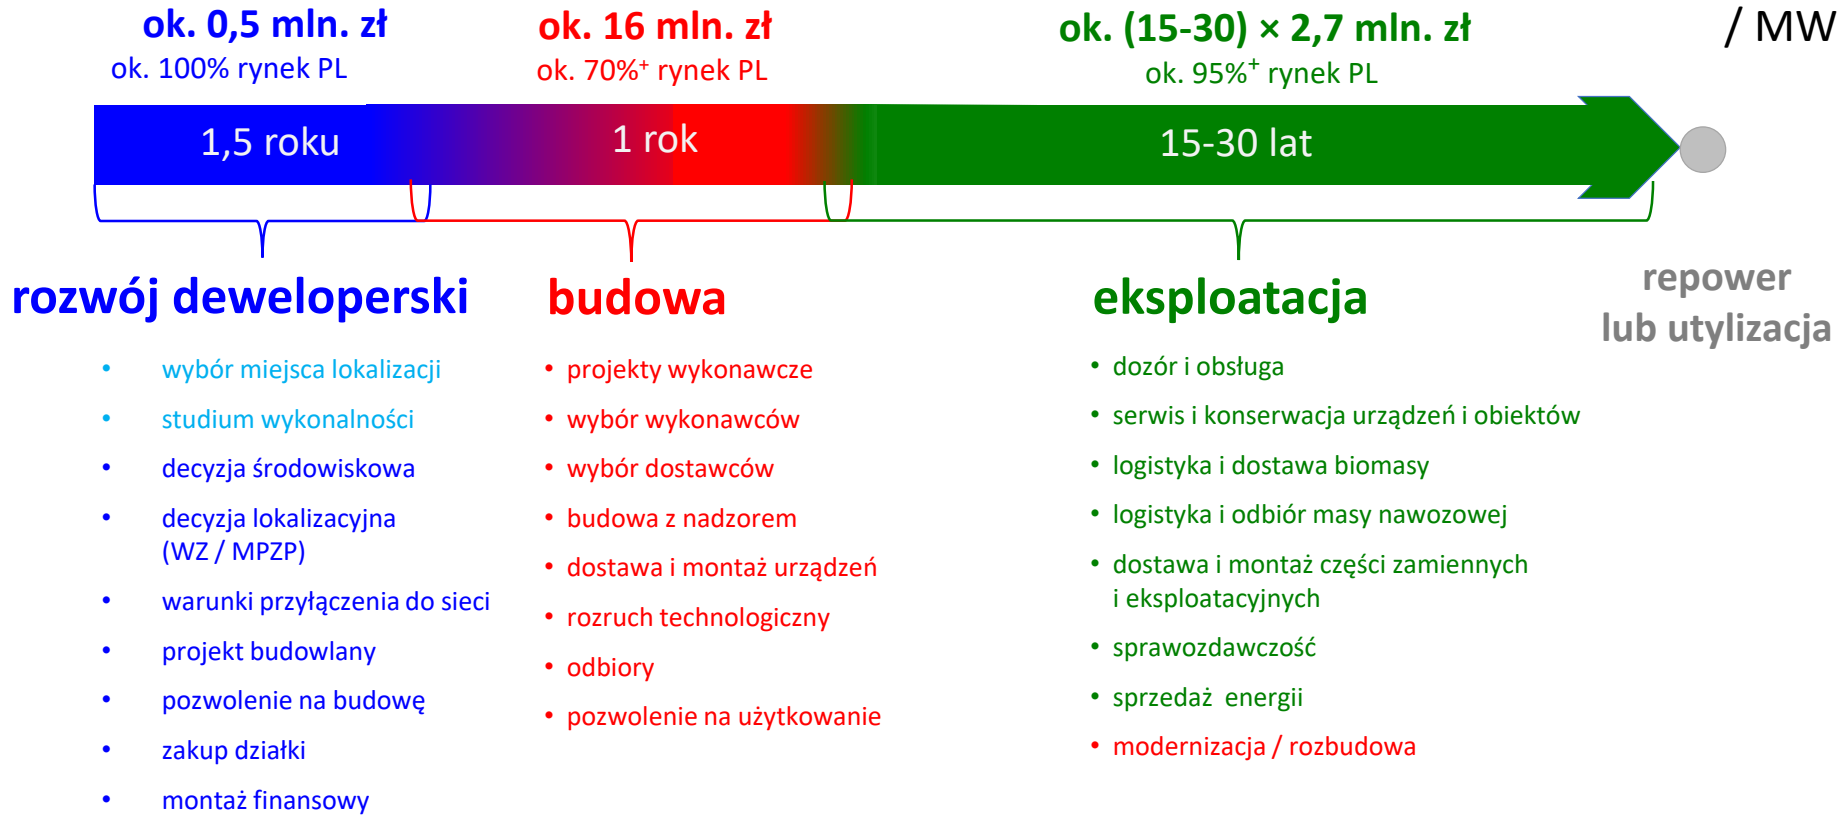 ok. 0,5 mln. zł
ok. 100% rynek PL
ok. 16 mln. zł
ok. 70%⁺ rynek PL
ok. (15-30) × 2,7 mln. zł
ok. 95%⁺ rynek PL
/ MW
1,5 roku
1 rok
15-30 lat
rozwój deweloperski
• wybór miejsca lokalizacji
• studium wykonalności
• decyzja środowiskowa
• decyzja lokalizacyjna
(WZ / MPZP)
• warunki przyłączenia do sieci
• projekt budowlany
• pozwolenie na budowę
• zakup działki
• montaż finansowy
budowa
• projekty wykonawcze
• wybór wykonawców
• wybór dostawców
• budowa z nadzorem
• dostawa i montaż urządzeń
• rozruch technologiczny
• odbiory
• pozwolenie na użytkowanie
eksploatacja
• dozór i obsługa
• serwis i konserwacja urządzeń i obiektów
• logistyka i dostawa biomasy
• logistyka i odbiór masy nawozowej
• dostawa i montaż części zamiennych
i eksploatacyjnych
• sprawozdawczość
• sprzedaż energii
• modernizacja / rozbudowa
repower
lub utylizacja